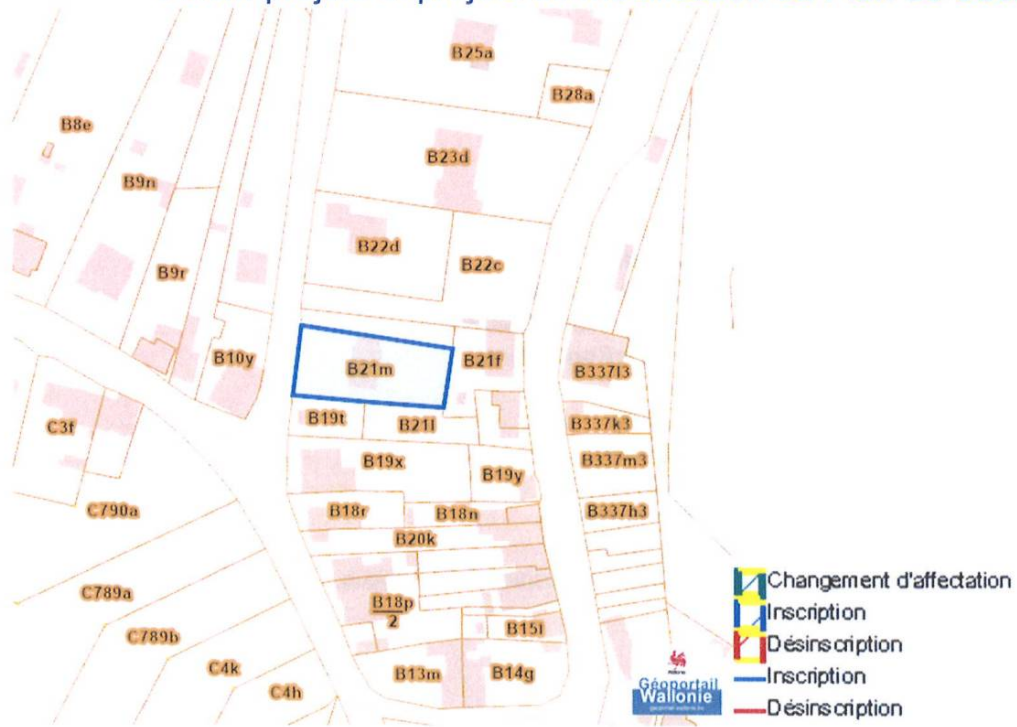 B25a
B28a
B8e
B23d
B9n
B22d
B22c
B9r
B10y
B21m
B21f
B337l3
B19t
B21l
B337k3
C3f
B19x
B19y
B337m3
C790a
B18r
B18n
B337h3
B20k
C789a
B18p
2
B15l
C789b
C4k
C4h
B13m
B14g
Changement d'affectation
Inscription
Désinscription
Inscription
Désinscription
Géoportail
Wallonie